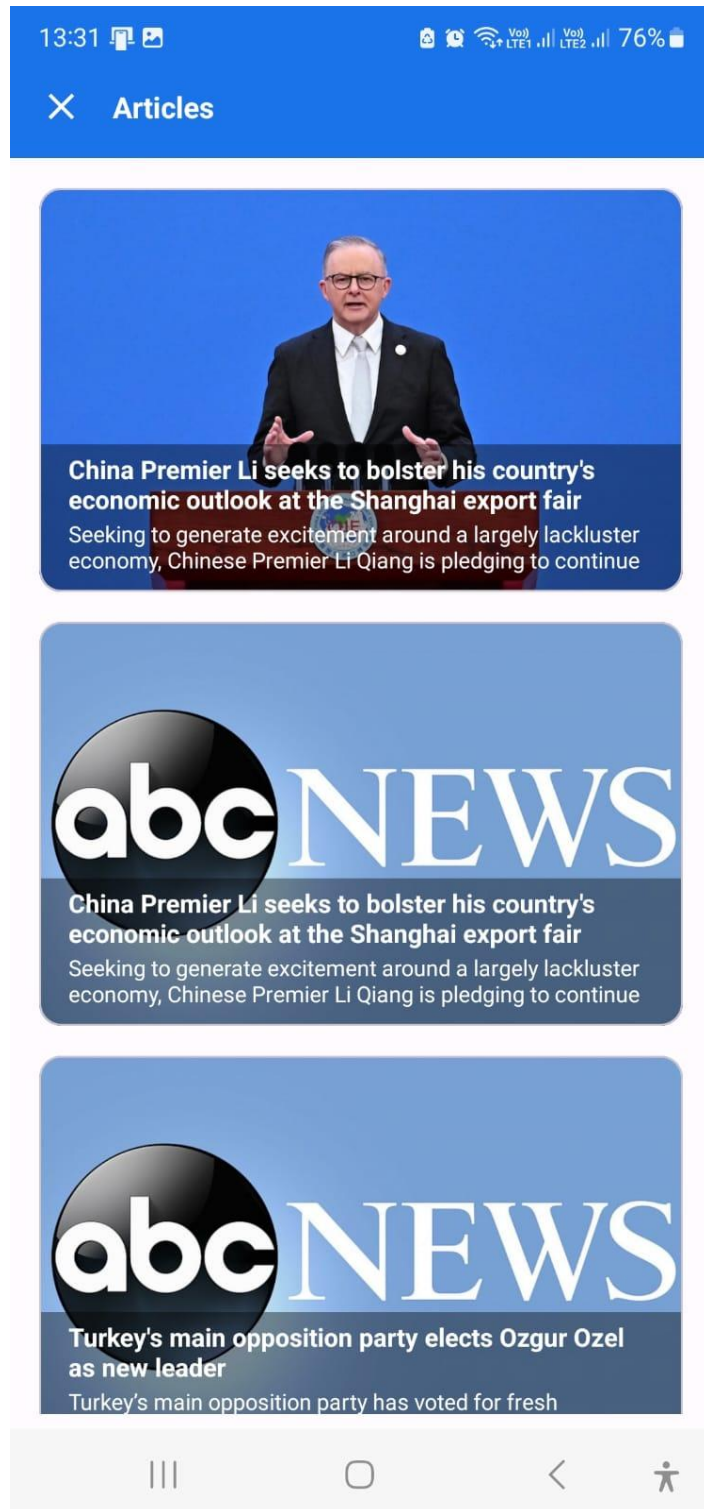 13:31 Vo)) LTE1 Vo)) LTE2 76%
Articles
China Premier Li seeks to bolster his country's
economic outlook at the Shanghai export fair
Seeking to generate excitement around a largely lackluster
economy, Chinese Premier Li Qiang is pledging to continue
abc NEWS
China Premier Li seeks to bolster his country's
economic outlook at the Shanghai export fair
Seeking to generate excitement around a largely lackluster
economy, Chinese Premier Li Qiang is pledging to continue
abc NEWS
Turkey's main opposition party elects Ozgur Ozel
as new leader
Turkey's main opposition party has voted for fresh